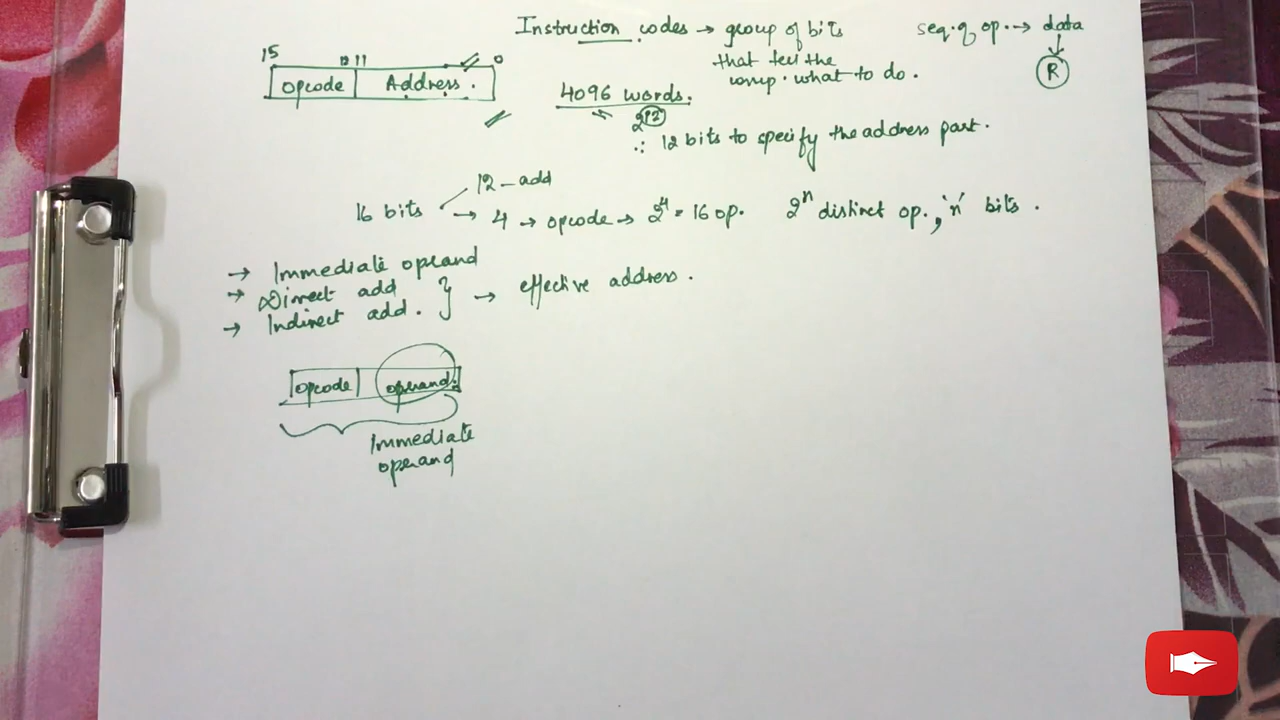 Instruction codes → group of bits
that tell the
comp. what to do.
seq. of op. → data
R
15 12 11 0
opcode Address.
4096 words.
2^12
∴ 12 bits to specify the address part.
12 - add
16 bits → 4 → opcode → 2^4 = 16 op. 2^n distinct op., 'n' bits.
→ Immediate operand
→ Direct add
→ Indirect add. } → effective address.
opcode operand.
Immediate
operand